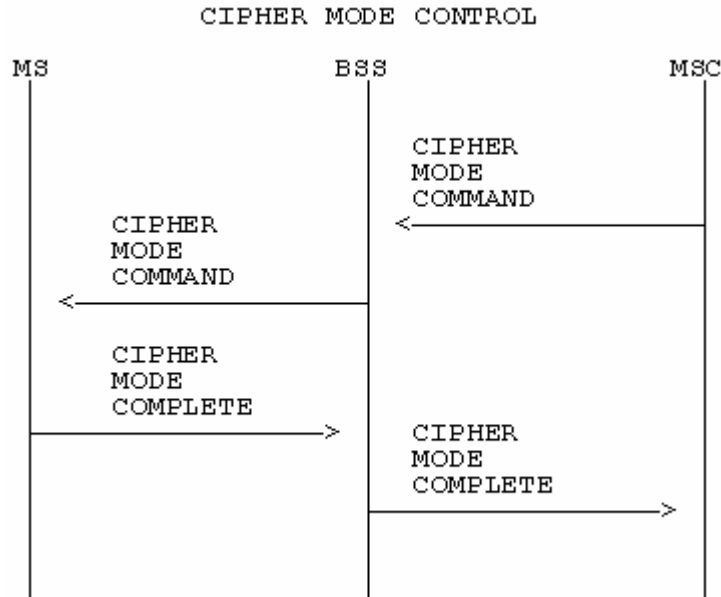 CIPHER MODE CONTROL
MS BSS MSC
CIPHER
MODE
COMMAND
CIPHER
MODE
COMMAND
CIPHER
MODE
COMPLETE
CIPHER
MODE
COMPLETE